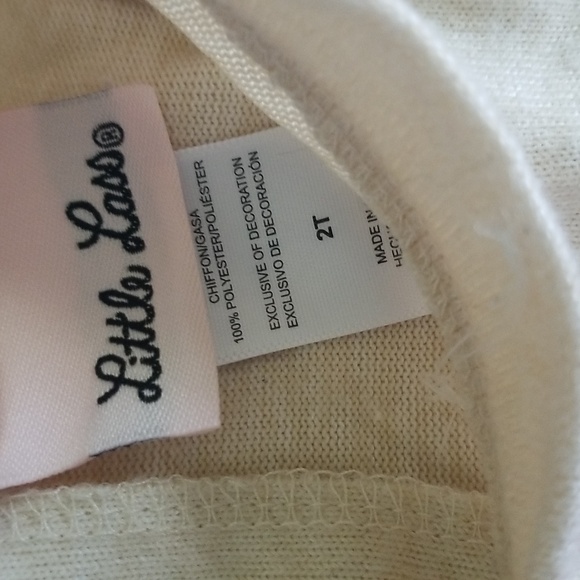 Little Lass®
CHIFFON/GASA
100% POLYESTER/POLIÉSTER
EXCLUSIVE OF DECORATION
EXCLUSIVO DE DECORACIÓN
2T
MADE IN